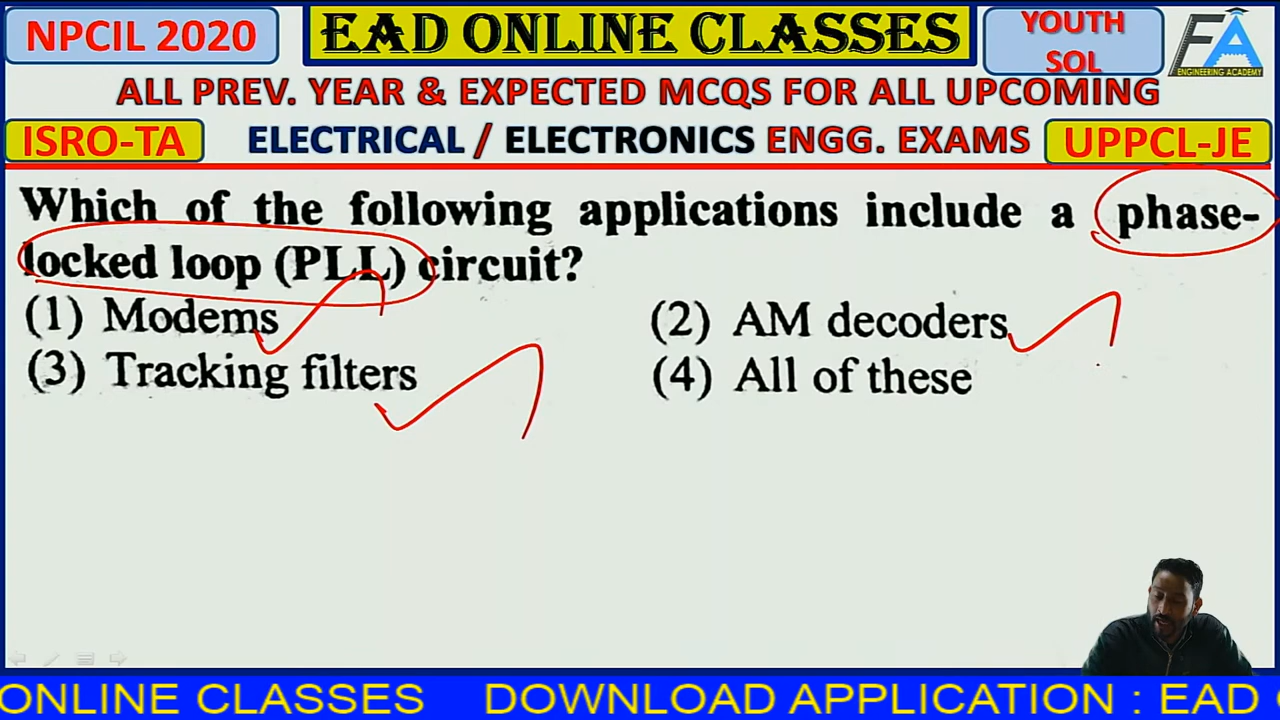 NPCIL 2020
EAD ONLINE CLASSES
YOUTH
SOL
ENGINEERING ACADEMY
ALL PREV. YEAR & EXPECTED MCQS FOR ALL UPCOMING
ISRO-TA
ELECTRICAL / ELECTRONICS ENGG. EXAMS
UPPCL-JE
Which of the following applications include a phase-
locked loop (PLL) circuit?
(1) Modems (2) AM decoders
(3) Tracking filters (4) All of these
ONLINE CLASSES DOWNLOAD APPLICATION : EAD